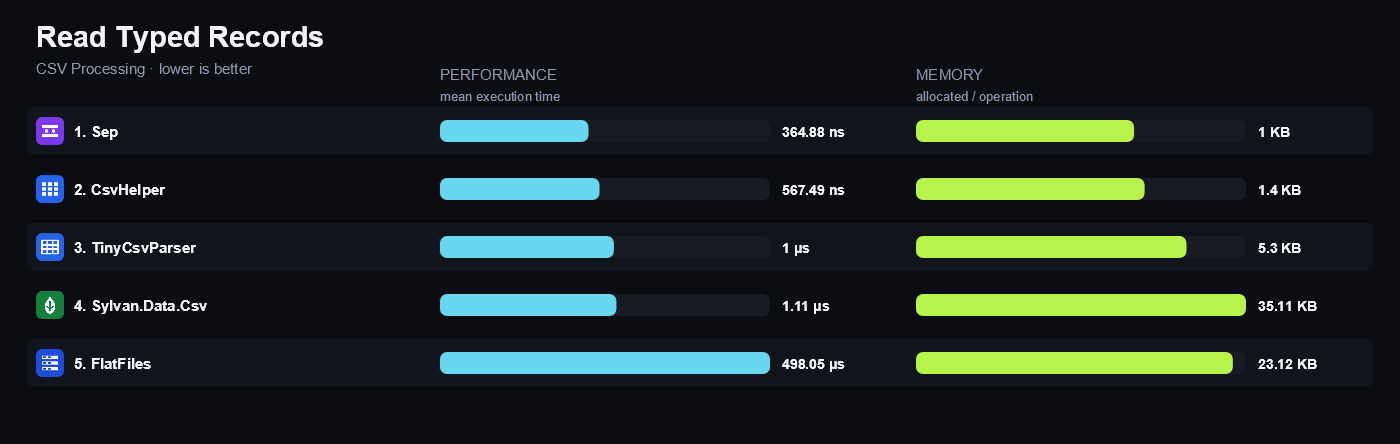 Read Typed Records
CSV Processing · lower is better
PERFORMANCE
mean execution time
MEMORY
allocated / operation
1. Sep 364.88 ns 1 KB
2. CsvHelper 567.49 ns 1.4 KB
3. TinyCsvParser 1 µs 5.3 KB
4. Sylvan.Data.Csv 1.11 µs 35.11 KB
5. FlatFiles 498.05 µs 23.12 KB